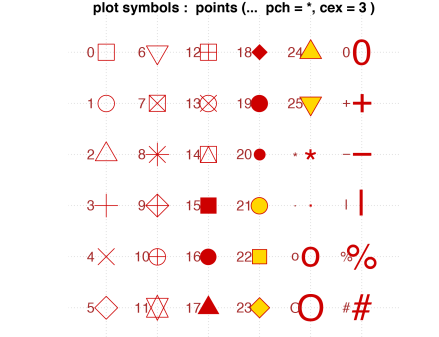 plot symbols :  points (...  pch = *, cex = 3 )
0 6 12 18 24 0 0
1 7 13 19 25 + +
2 8 14 20 * * - −
3 9 15 21 . . | |
4 10 16 22 o o % %
5 11 17 23 O O # #